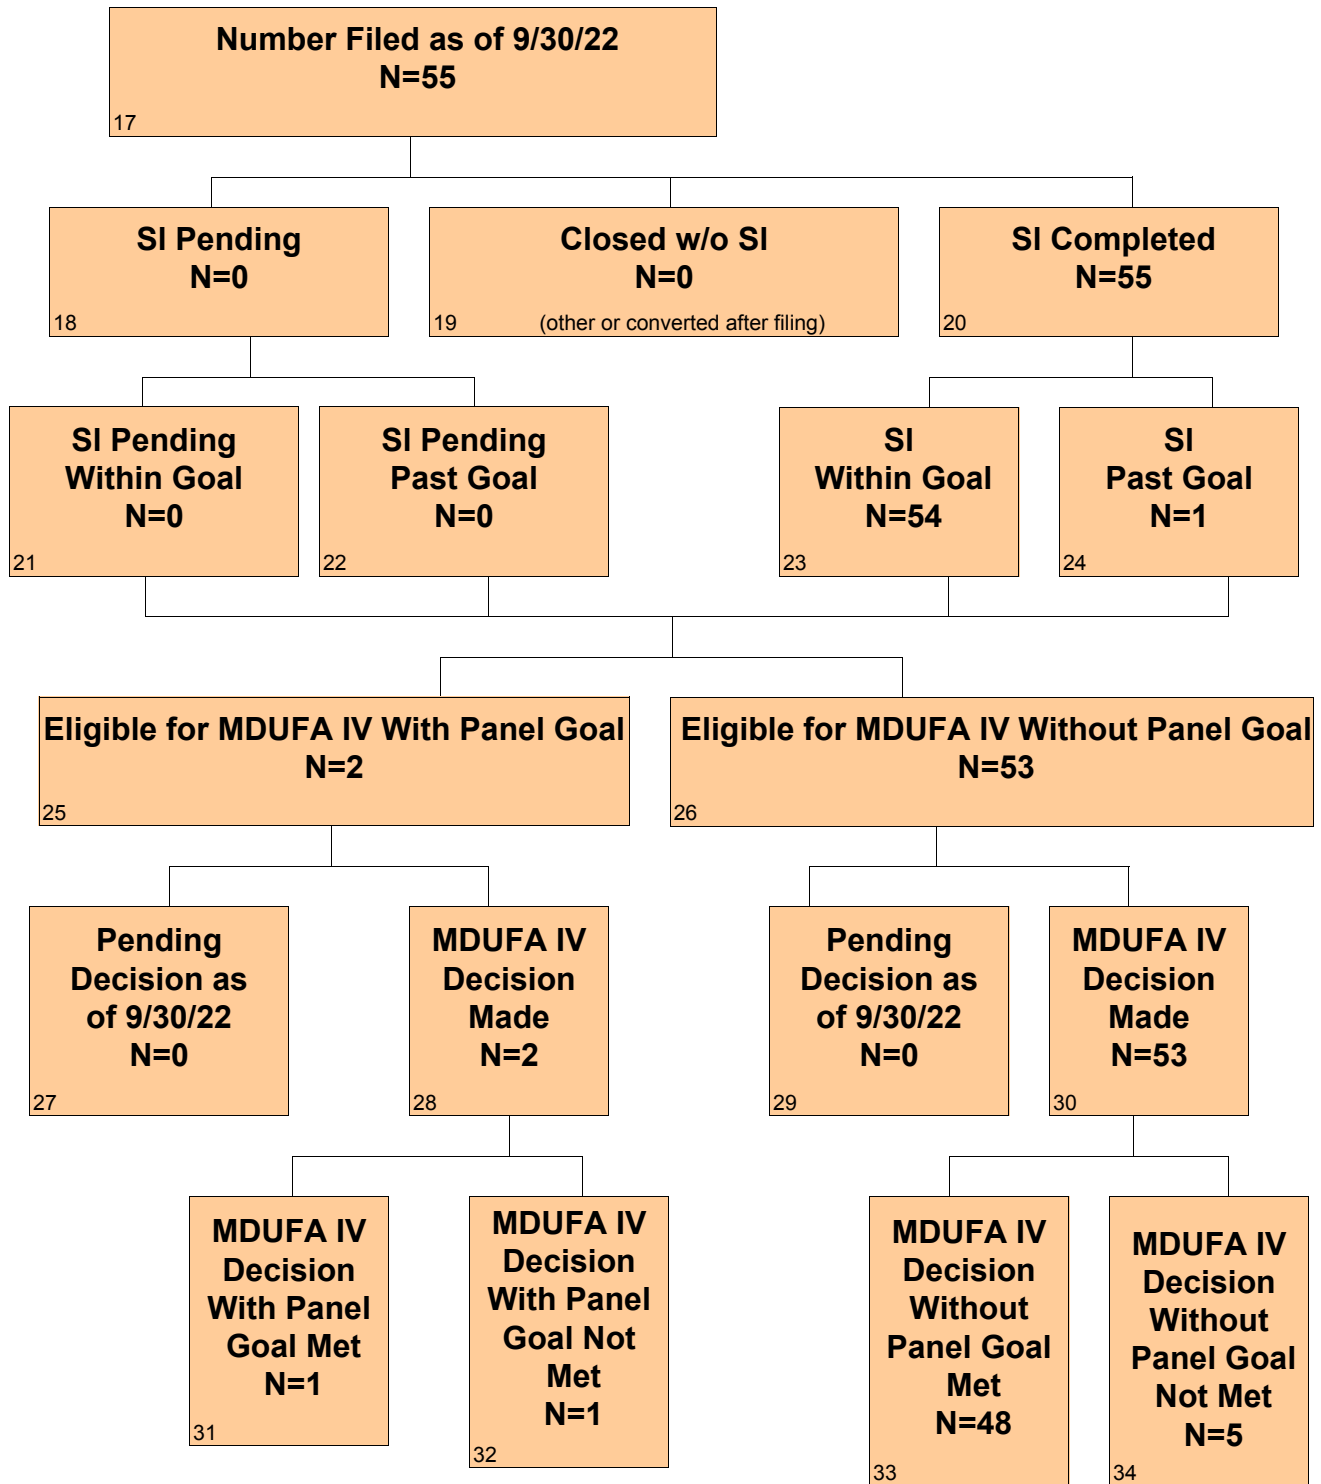 Number Filed as of 9/30/22
N=55
17
SI Pending
N=0
18
Closed w/o SI
N=0
19 (other or converted after filing)
SI Completed
N=55
20
SI Pending
Within Goal
N=0
21
SI Pending
Past Goal
N=0
22
SI
Within Goal
N=54
23
SI
Past Goal
N=1
24
Eligible for MDUFA IV With Panel Goal
N=2
25
Eligible for MDUFA IV Without Panel Goal
N=53
26
Pending
Decision as
of 9/30/22
N=0
27
MDUFA IV
Decision
Made
N=2
28
Pending
Decision as
of 9/30/22
N=0
29
MDUFA IV
Decision
Made
N=53
30
MDUFA IV
Decision
With Panel
Goal Met
N=1
31
MDUFA IV
Decision
With Panel
Goal Not
Met
N=1
32
MDUFA IV
Decision
Without
Panel Goal
Met
N=48
33
MDUFA IV
Decision
Without
Panel Goal
Not Met
N=5
34